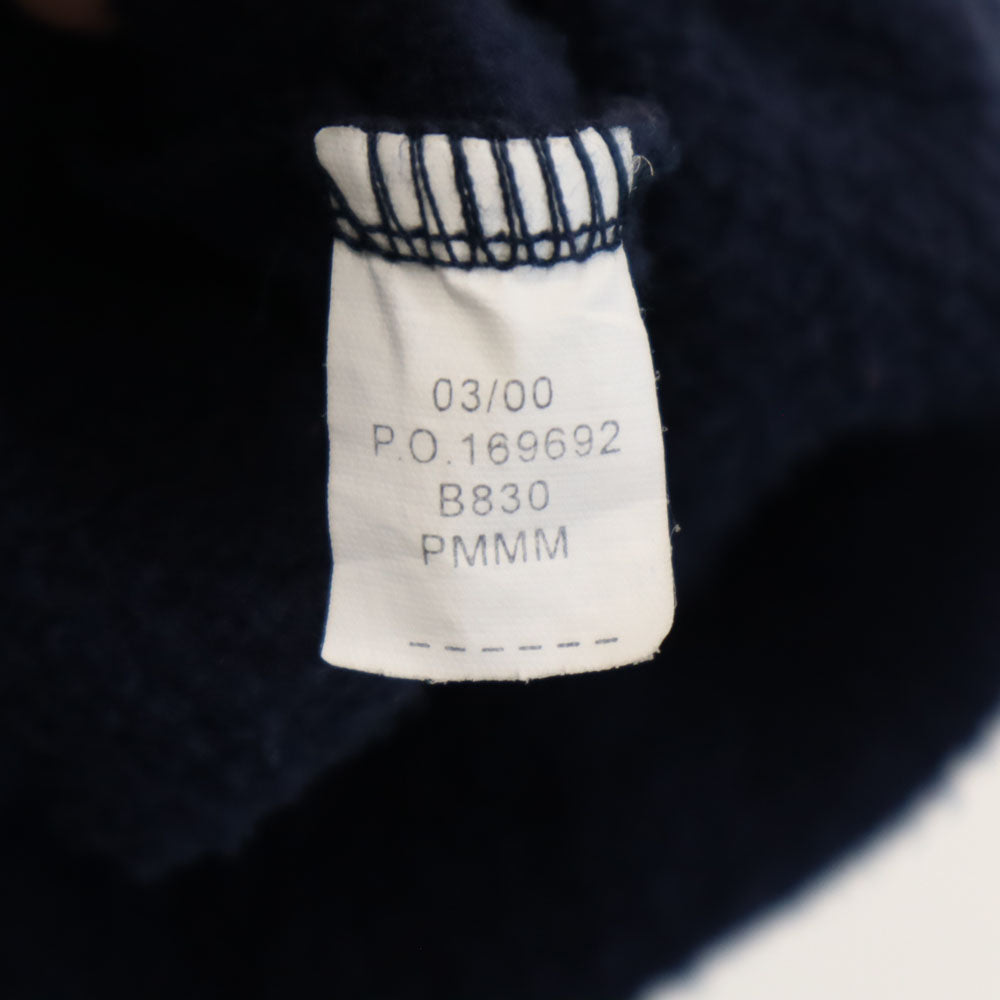 03/00
P.O.169692
B830
PMMM
------